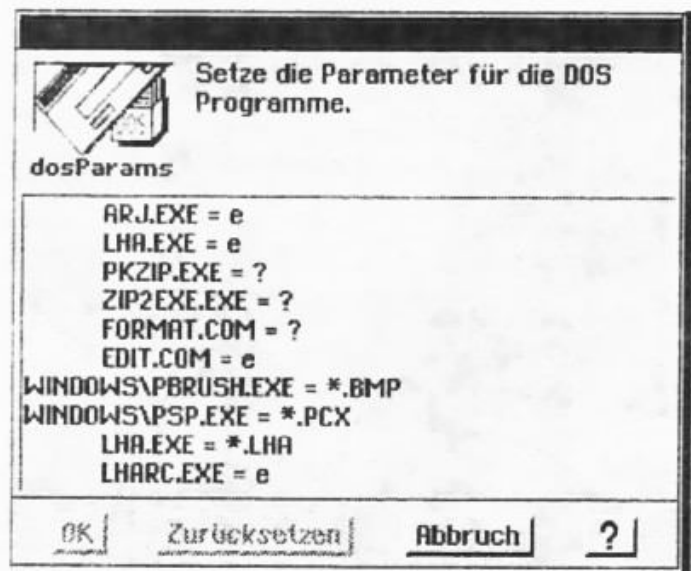 Setze die Parameter für die DOS
Programme.
dosParams
ARJ.EXE = e
LHA.EXE = e
PKZIP.EXE = ?
ZIP2EXE.EXE = ?
FORMAT.COM = ?
EDIT.COM = e
WINDOWS\PBRUSH.EXE = *.BMP
WINDOWS\PSP.EXE = *.PCX
LHA.EXE = *.LHA
LHARC.EXE = e
OK Zurücksetzen Abbruch ?